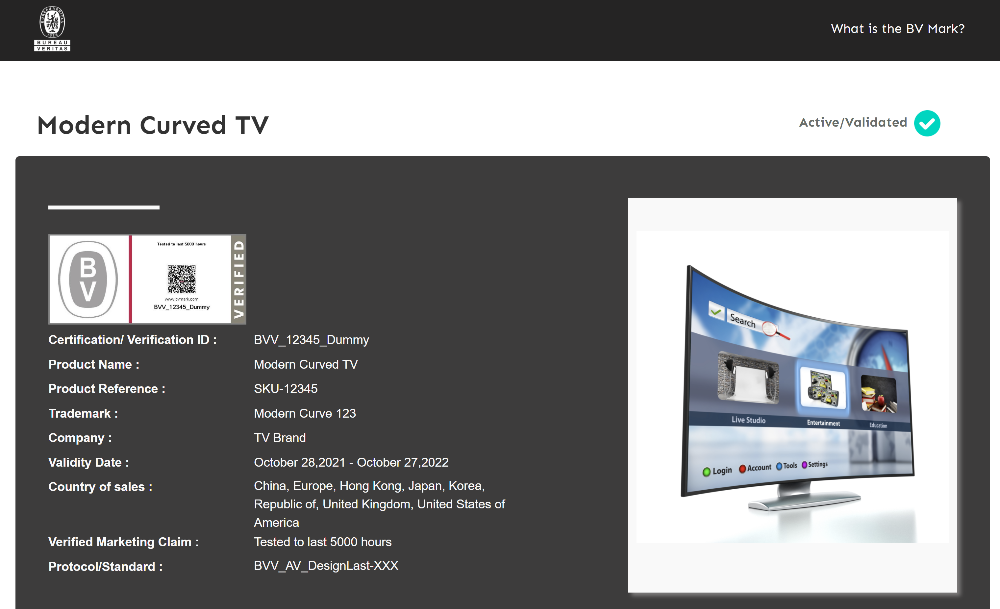 BUREAU VERITAS
1828
BUREAU
VERITAS
What is the BV Mark?
Modern Curved TV
Active/Validated
B
V
Tested to last 5000 hours
www.bvmark.com
BVV_12345_Dummy
VERIFIED
Certification/ Verification ID : BVV_12345_Dummy
Product Name : Modern Curved TV
Product Reference : SKU-12345
Trademark : Modern Curve 123
Company : TV Brand
Validity Date : October 28,2021 - October 27,2022
Country of sales : China, Europe, Hong Kong, Japan, Korea,
Republic of, United Kingdom, United States of
America
Verified Marketing Claim : Tested to last 5000 hours
Protocol/Standard : BVV_AV_DesignLast-XXX
Search
N
Live Studio
Entertainment
Education
Login
Account
Tools
Settings